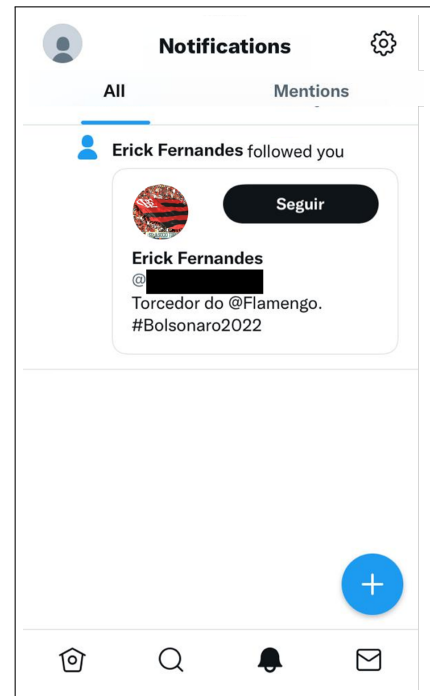 Notifications
All Mentions
Erick Fernandes followed you
Seguir
Erick Fernandes
@
Torcedor do @Flamengo.
#Bolsonaro2022